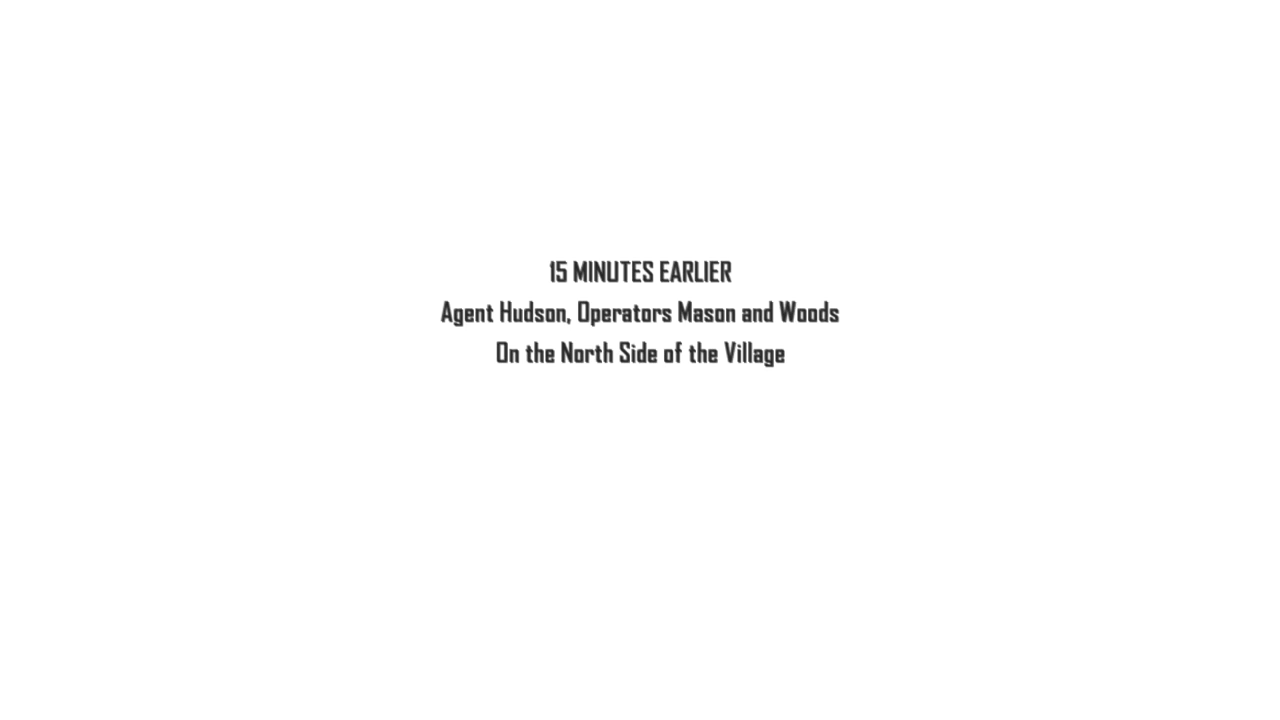 15 MINUTES EARLIER
Agent Hudson, Operators Mason and Woods
On the North Side of the Village